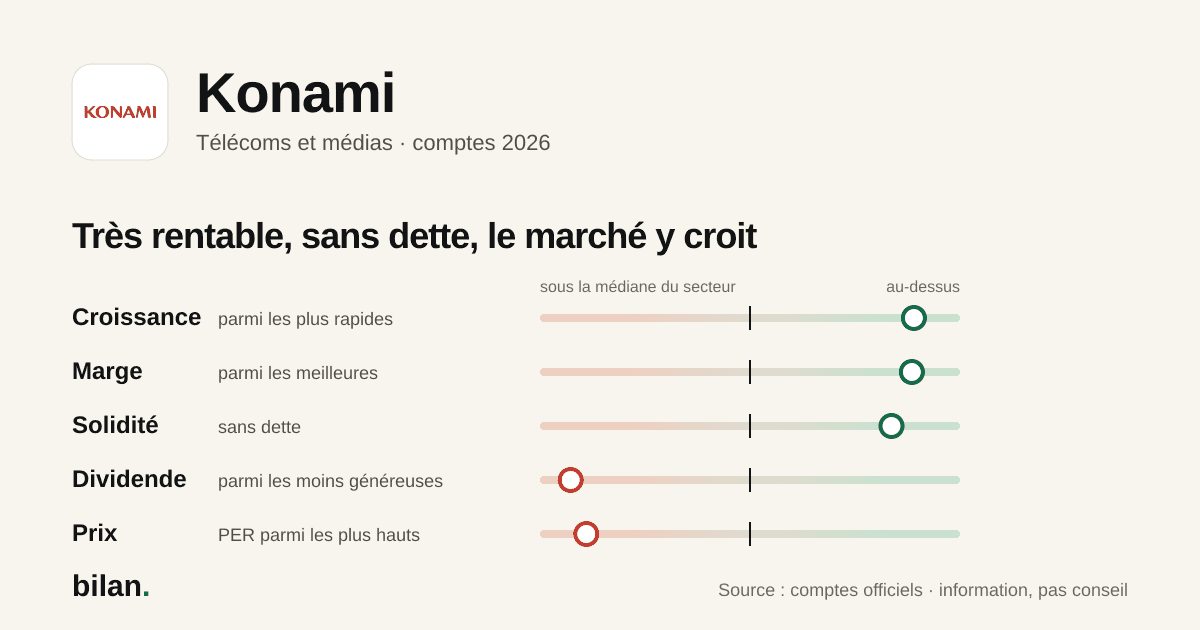 KONAMI
Konami
Télécoms et médias · comptes 2026
Très rentable, sans dette, le marché y croit
sous la médiane du secteur au-dessus
Croissance parmi les plus rapides
Marge parmi les meilleures
Solidité sans dette
Dividende parmi les moins généreuses
Prix PER parmi les plus hauts
bilan.
Source : comptes officiels · information, pas conseil